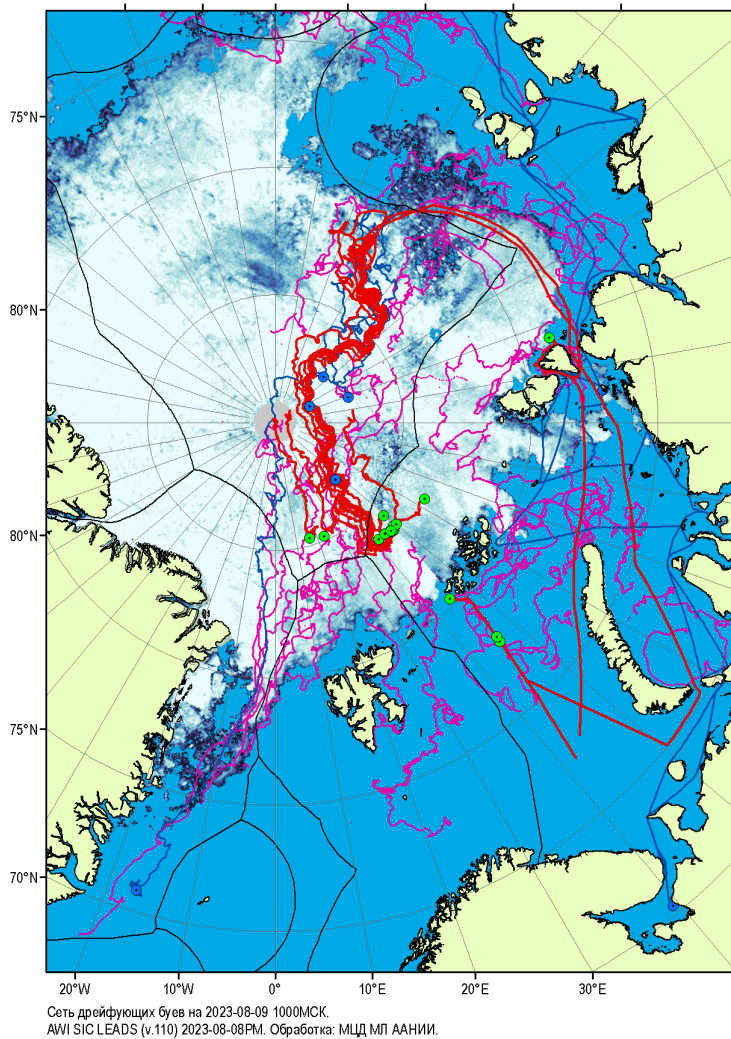 75°N
80°N
80°N
75°N
70°N
20°W
10°W
0°E
10°E
20°E
30°E
Сеть дрейфующих буев на 2023-08-09 1000МСК.
AWI SIC LEADS (v.110) 2023-08-08PM. Обработка: МЦД МЛ ААНИИ.